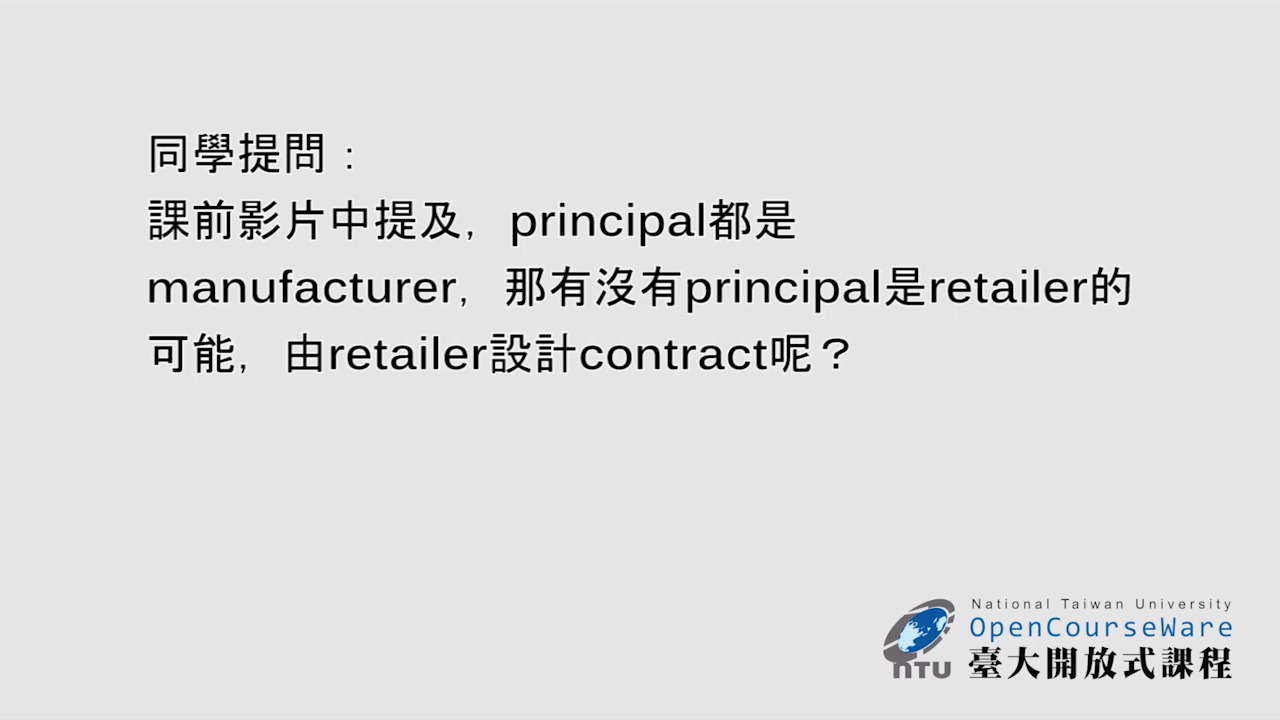 同學提問：
課前影片中提及，principal都是
manufacturer，那有沒有principal是retailer的
可能，由retailer設計contract呢？
National Taiwan University
OpenCourseWare
臺大開放式課程
NTU